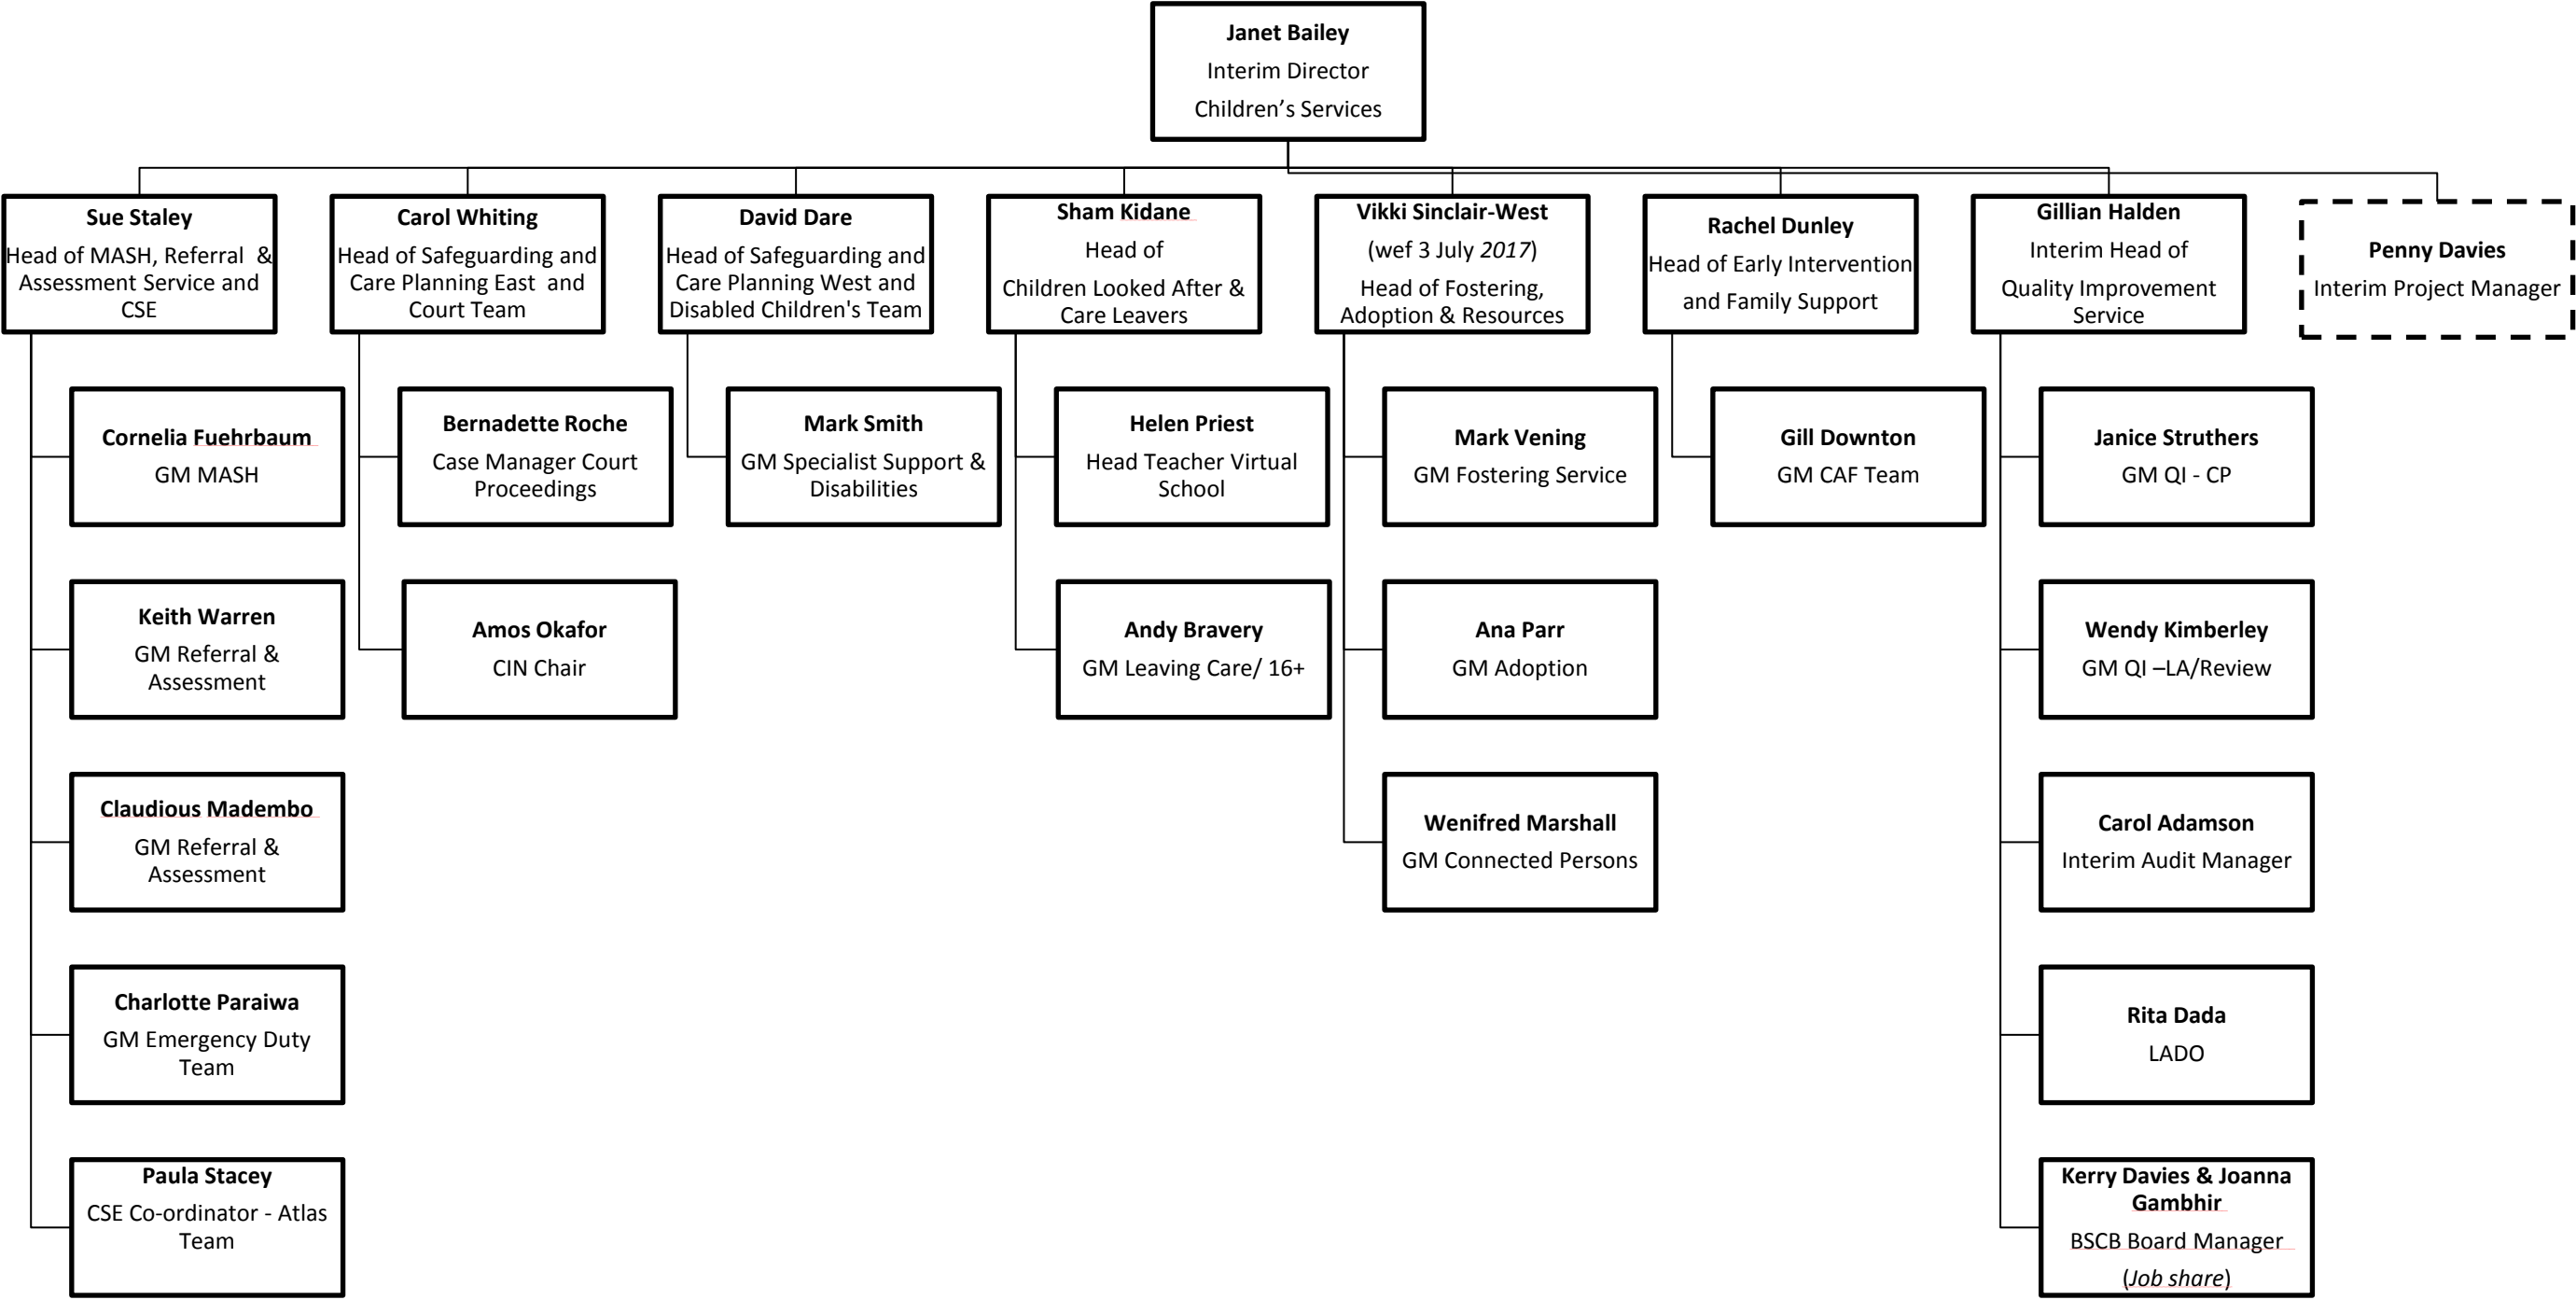 Janet Bailey
Interim Director
Children’s Services
Sue Staley
Head of MASH, Referral & 
Assessment Service and
CSE
Carol Whiting
Head of Safeguarding and
Care Planning East and
Court Team
David Dare
Head of Safeguarding and
Care Planning West and
Disabled Children's Team
Sham Kidane
Head of
Children Looked After &
Care Leavers
Vikki Sinclair-West
(wef 3 July 2017)
Head of Fostering,
Adoption & Resources
Rachel Dunley
Head of Early Intervention
and Family Support
Gillian Halden
Interim Head of
Quality Improvement
Service
Penny Davies
Interim Project Manager
Cornelia Fuehrbaum
GM MASH
Bernadette Roche
Case Manager Court
Proceedings
Mark Smith
GM Specialist Support &
Disabilities
Helen Priest
Head Teacher Virtual
School
Mark Vening
GM Fostering Service
Gill Downton
GM CAF Team
Janice Struthers
GM QI - CP
Keith Warren
GM Referral &
Assessment
Amos Okafor
CIN Chair
Andy Bravery
GM Leaving Care/ 16+
Ana Parr
GM Adoption
Wendy Kimberley
GM QI –LA/Review
Claudious Madembo
GM Referral &
Assessment
Wenifred Marshall
GM Connected Persons
Carol Adamson
Interim Audit Manager
Charlotte Paraiwa
GM Emergency Duty
Team
Rita Dada
LADO
Paula Stacey
CSE Co-ordinator - Atlas
Team
Kerry Davies & Joanna
Gambhir
BSCB Board Manager
(Job share)